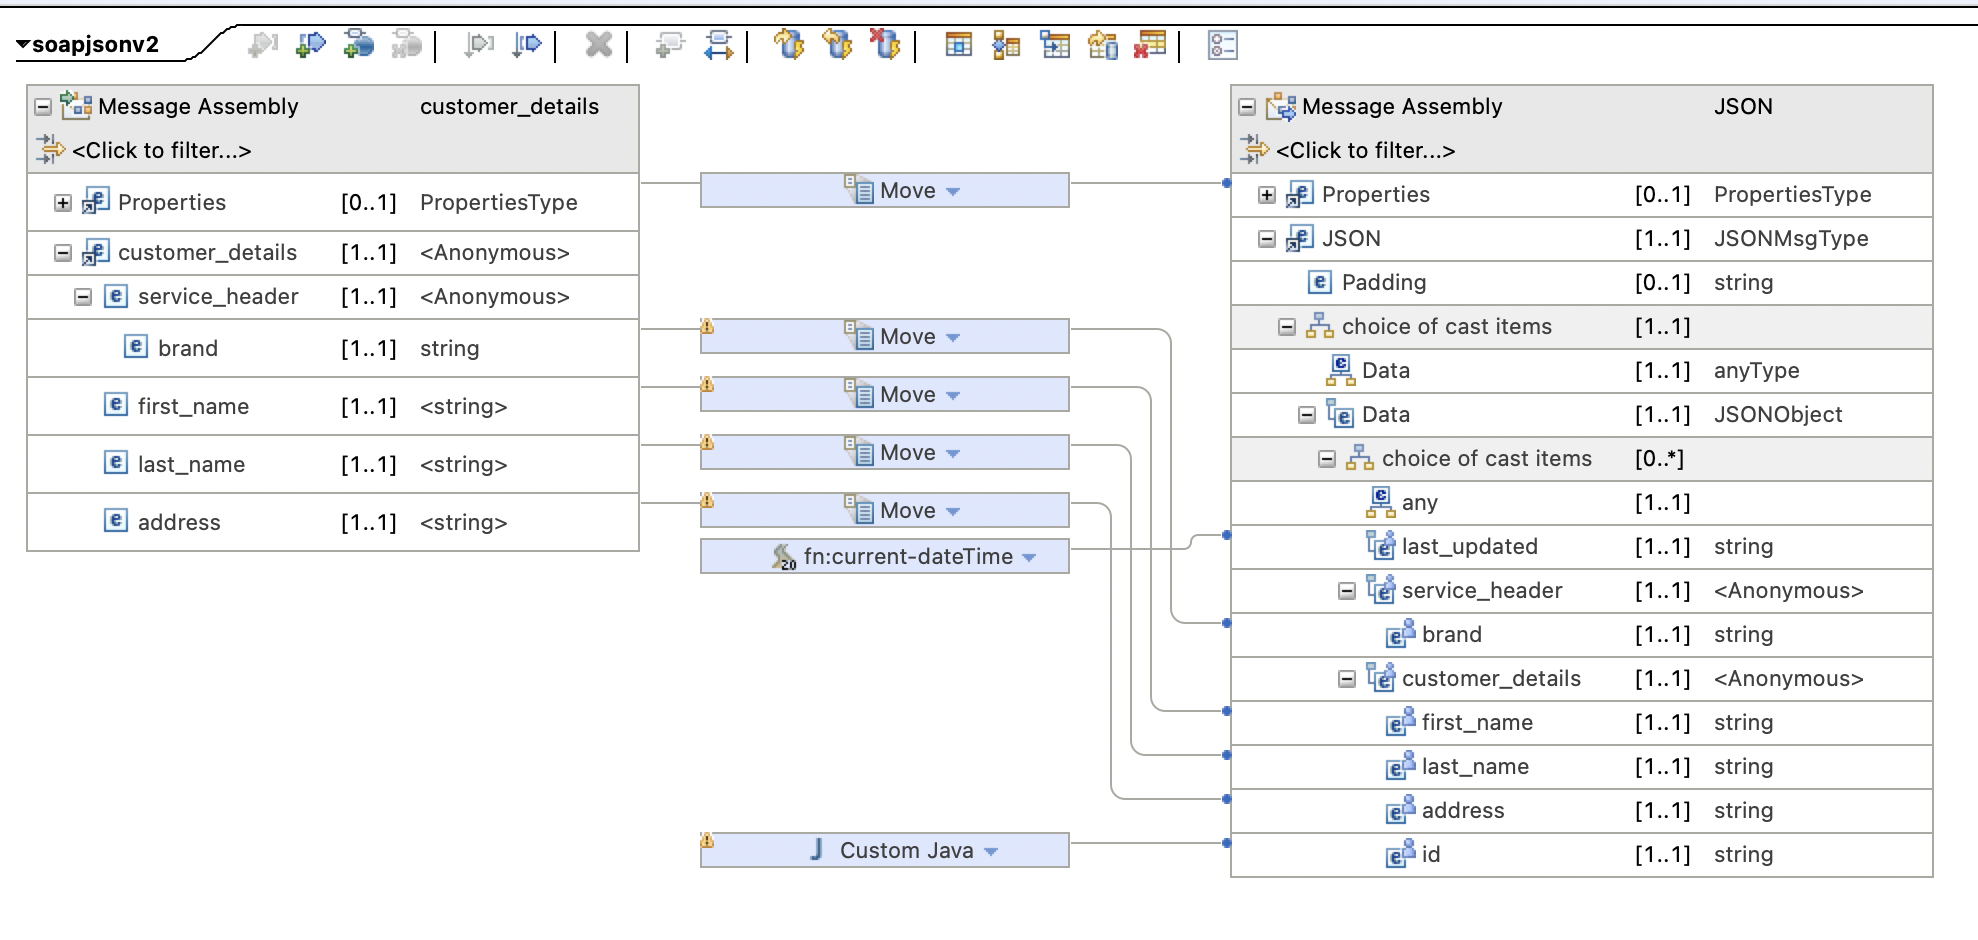 soapjsonv2
Message Assembly customer_details
<Click to filter...>
Properties [0..1] PropertiesType
customer_details [1..1] <Anonymous>
service_header [1..1] <Anonymous>
brand [1..1] string
first_name [1..1] <string>
last_name [1..1] <string>
address [1..1] <string>
Move
Move
Move
Move
Move
20 fn:current-dateTime
J Custom Java
Message Assembly JSON
<Click to filter...>
Properties [0..1] PropertiesType
JSON [1..1] JSONMsgType
Padding [0..1] string
choice of cast items [1..1]
Data [1..1] anyType
Data [1..1] JSONObject
choice of cast items [0..*]
any [1..1]
last_updated [1..1] string
service_header [1..1] <Anonymous>
brand [1..1] string
customer_details [1..1] <Anonymous>
first_name [1..1] string
last_name [1..1] string
address [1..1] string
id [1..1] string